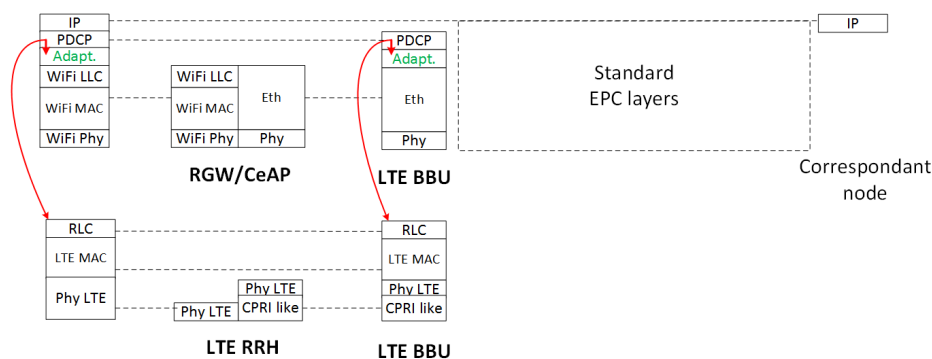 IP
PDCP
Adapt.
WiFi LLC
WiFi MAC
WiFi Phy
WiFi LLC
WiFi MAC
WiFi Phy
Eth
Phy
RGW/CeAP
PDCP
Adapt.
Eth
Phy
LTE BBU
Standard
EPC layers
IP
Correspondant
node
RLC
LTE MAC
Phy LTE
Phy LTE
Phy LTE
CPRI like
LTE RRH
RLC
LTE MAC
Phy LTE
CPRI like
LTE BBU